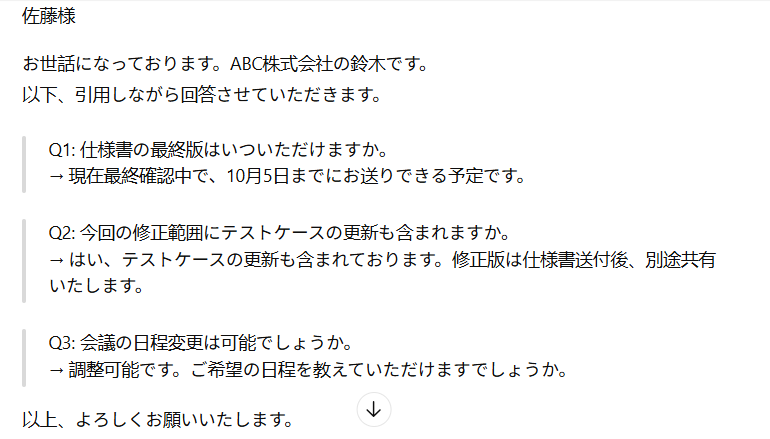 佐藤様
お世話になっております。ABC株式会社の鈴木です。
以下、引用しながら回答させていただきます。
Q1: 仕様書の最終版はいついただけますか。
→ 現在最終確認中で、10月5日までにお送りできる予定です。
Q2: 今回の修正範囲にテストケースの更新も含まれますか。
→ はい、テストケースの更新も含まれております。修正版は仕様書送付後、別途共有
いたします。
Q3: 会議の日程変更は可能でしょうか。
→ 調整可能です。ご希望の日程を教えていただけますでしょうか。
以上、よろしくお願いいたします。